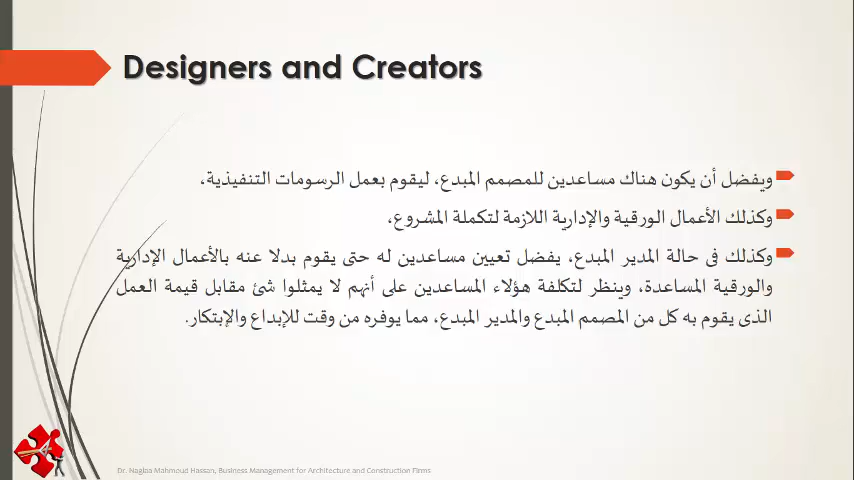 Designers and Creators
ويفضل أن يكون هناك مساعدين للمصمم المبدع، ليقوم بعمل الرسومات التنفيذية،
وكذلك الأعمال الورقية والإدارية اللازمة لتكملة المشروع،
وكذلك فى حالة المدير المبدع، يفضل تعيين مساعدين له حتى يقوم بدلا عنه بالأعمال الإدارية
والورقية المساعدة، وينظر لتكلفة هؤلاء المساعدين على أنهم لا يمثلوا شئ مقابل قيمة العمل
الذى يقوم به كل من المصمم المبدع والمدير المبدع، مما يوفره من وقت للإبداع والإبتكار.
Dr. Naglaa Mahmoud Hassan, Business Management for Architecture and Construction Firms